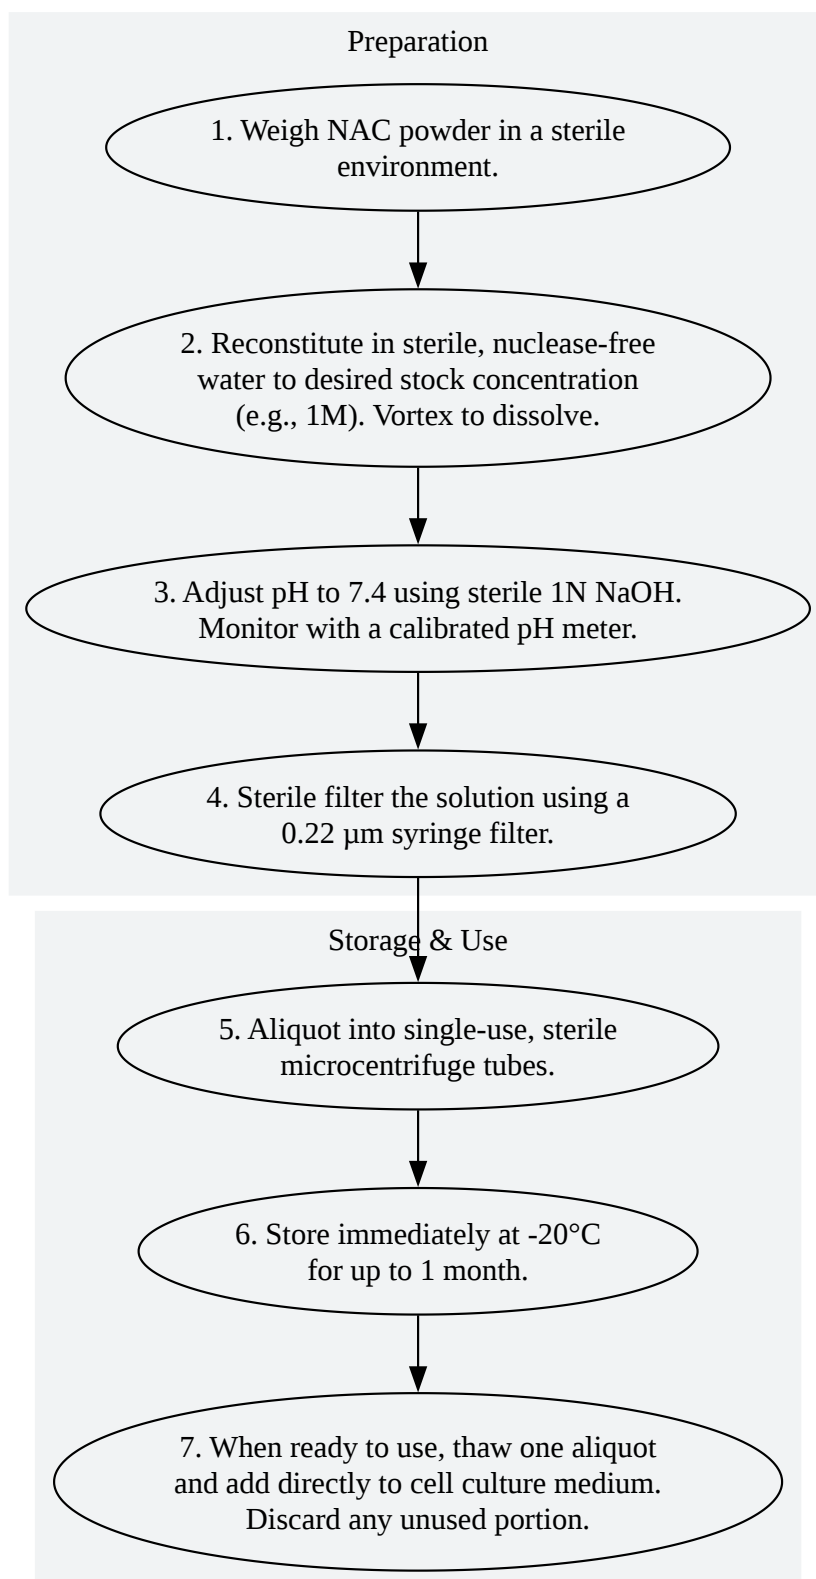 Preparation
1. Weigh NAC powder in a sterile
environment.
2. Reconstitute in sterile, nuclease-free
water to desired stock concentration
(e.g., 1M). Vortex to dissolve.
3. Adjust pH to 7.4 using sterile 1N NaOH.
Monitor with a calibrated pH meter.
4. Sterile filter the solution using a
0.22 µm syringe filter.
Storage & Use
5. Aliquot into single-use, sterile
microcentrifuge tubes.
6. Store immediately at -20°C
for up to 1 month.
7. When ready to use, thaw one aliquot
and add directly to cell culture medium.
Discard any unused portion.